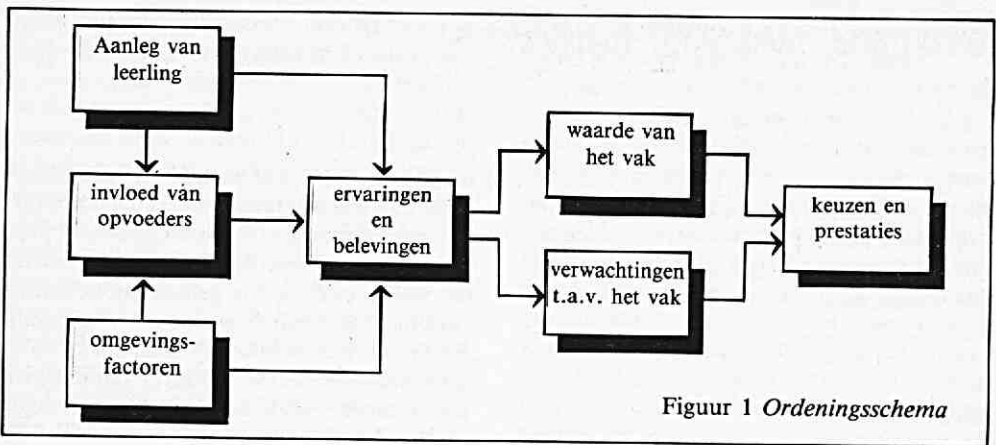 Aanleg van
leerling
invloed van
opvoeders
omgevings-
factoren
ervaringen
en
belevingen
waarde van
het vak
verwachtingen
t.a.v. het vak
keuzen en
prestaties
Figuur 1 Ordeningsschema